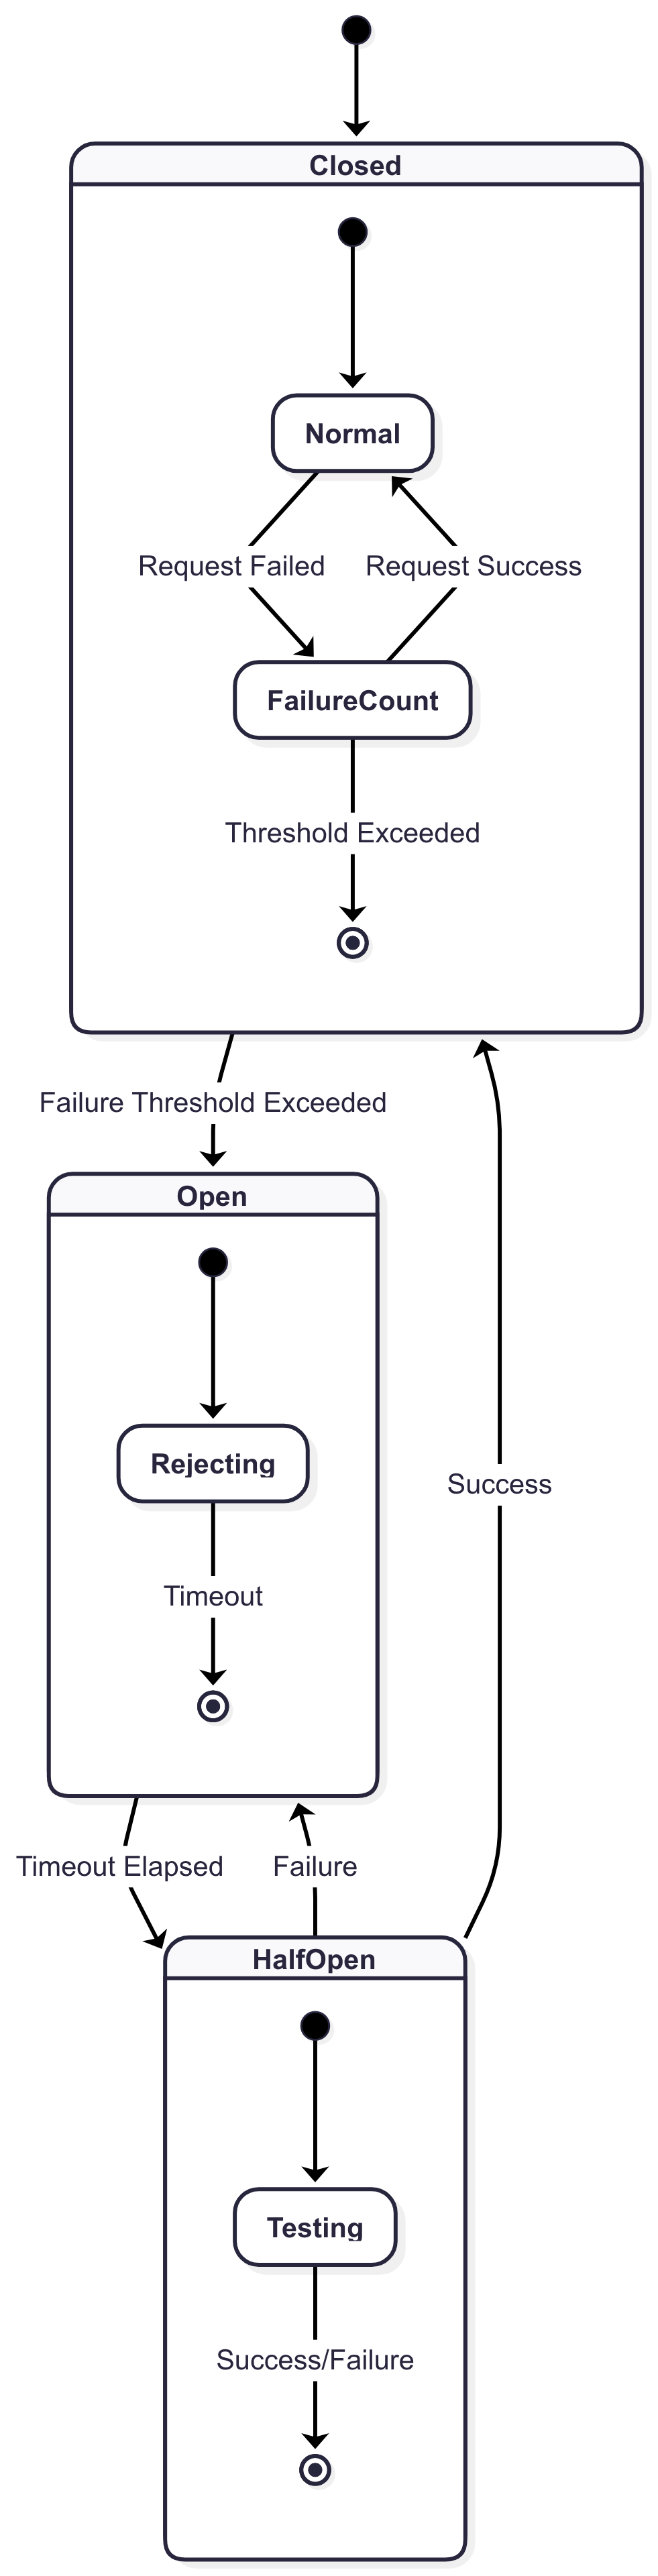 Closed
Normal
Request Failed
Request Success
FailureCount
Threshold Exceeded
Failure Threshold Exceeded
Open
Rejecting
Success
Timeout
Timeout Elapsed
Failure
HalfOpen
Testing
Success/Failure